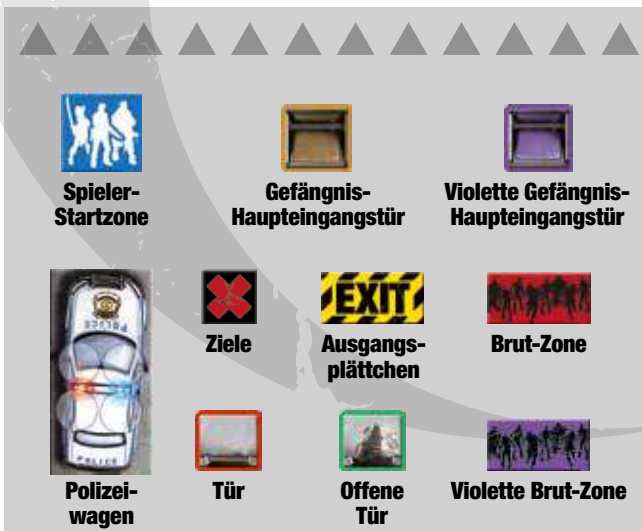 Spieler-
Startzone
Gefängnis-
Haupteingangstür
Violette Gefängnis-
Haupteingangstür
POLICE
EXIT
POLICE
Ziele
Ausgangs-
plättchen
Brut-Zone
Polizei-
wagen
Tür
Offene
Tür
Violette Brut-Zone